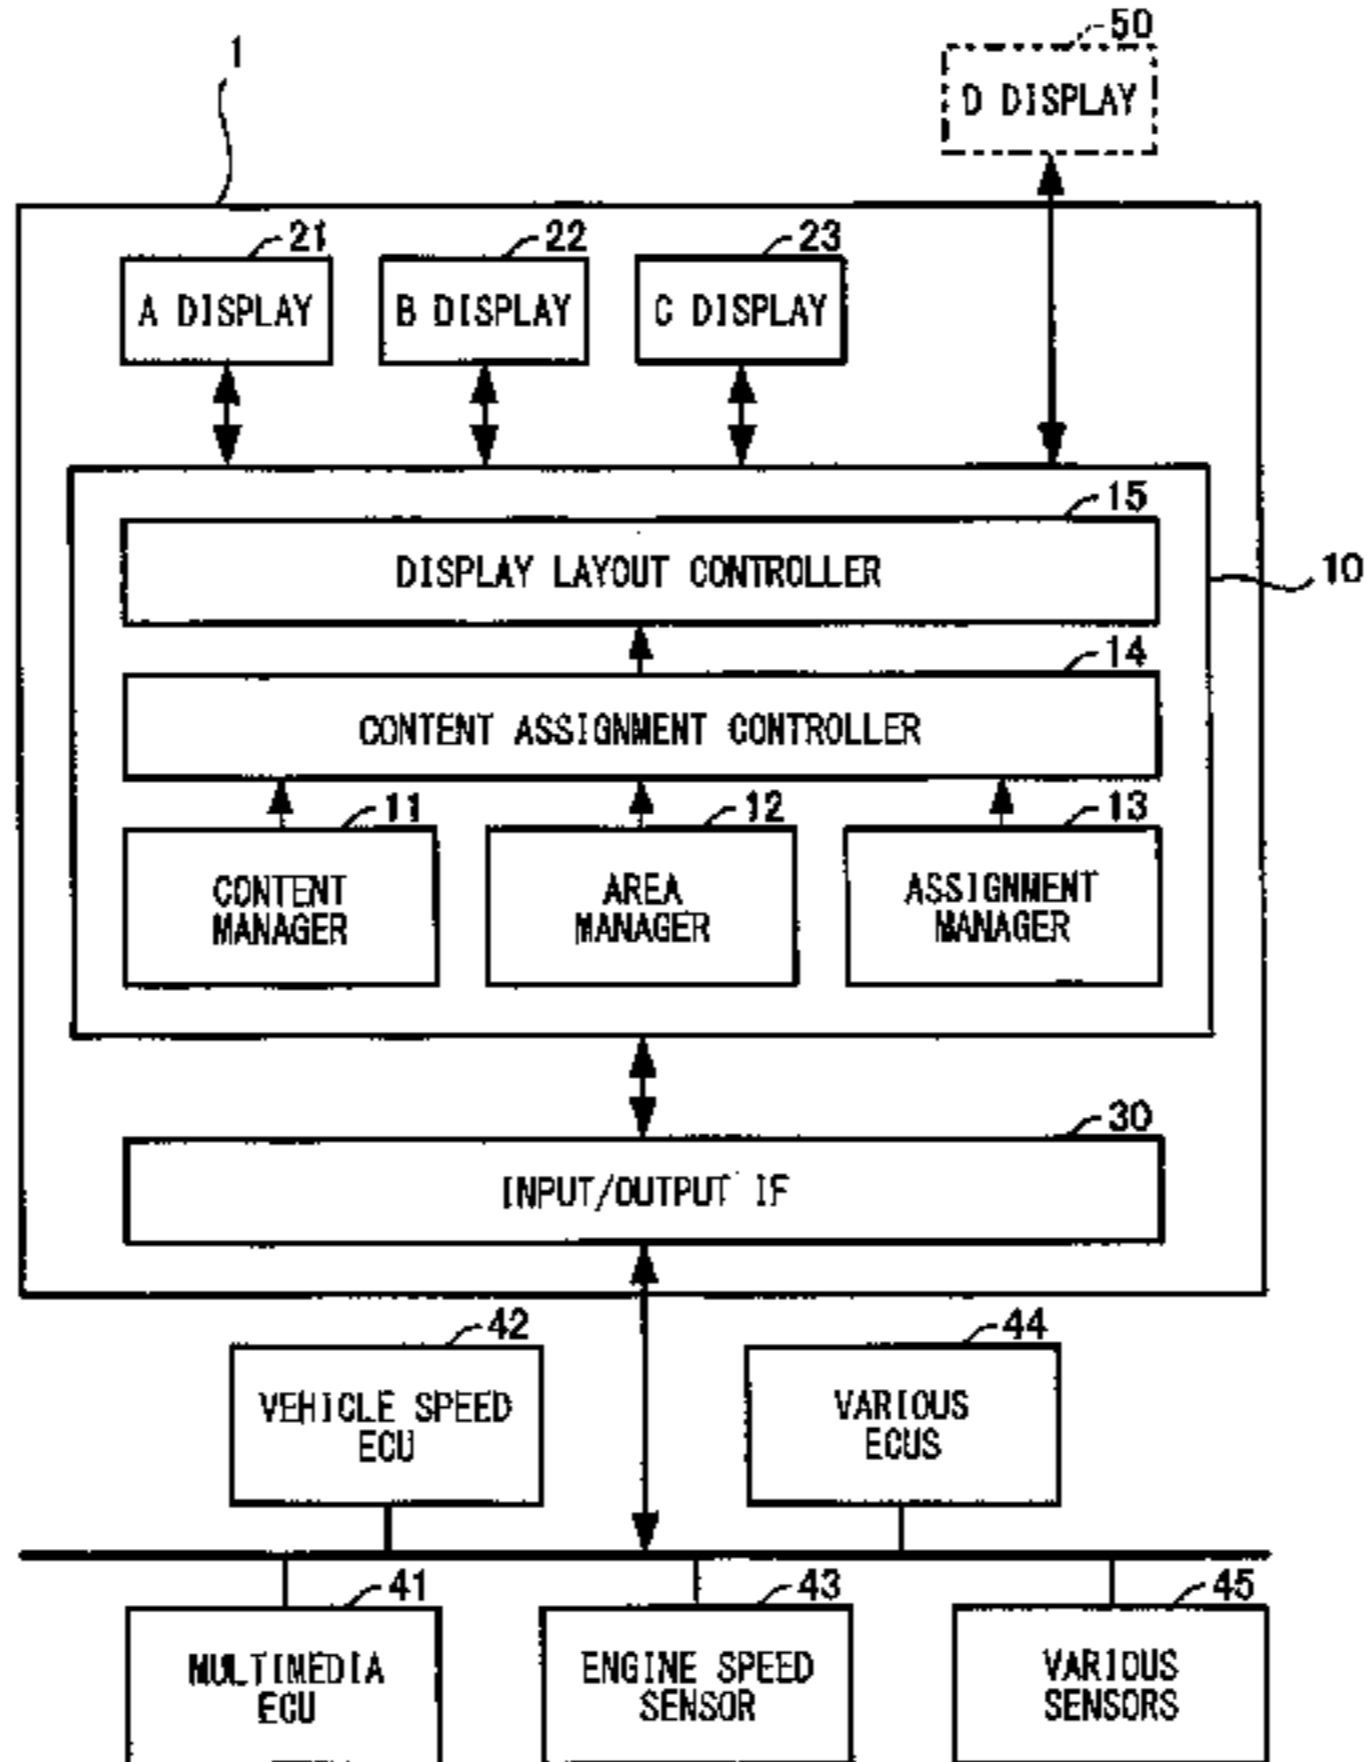 50
1
D DISPLAY
21
22
23
A DISPLAY
B DISPLAY
C DISPLAY
15
DISPLAY LAYOUT CONTROLLER
10
14
CONTENT ASSIGNMENT CONTROLLER
11
12
13
CONTENT
MANAGER
AREA
MANAGER
ASSIGNMENT
MANAGER
30
INPUT/OUTPUT IF
42
44
VEHICLE SPEED
ECU
VARIOUS
ECUS
41
43
45
MULTIMEDIA
ECU
ENGINE SPEED
SENSOR
VARIOUS
SENSORS